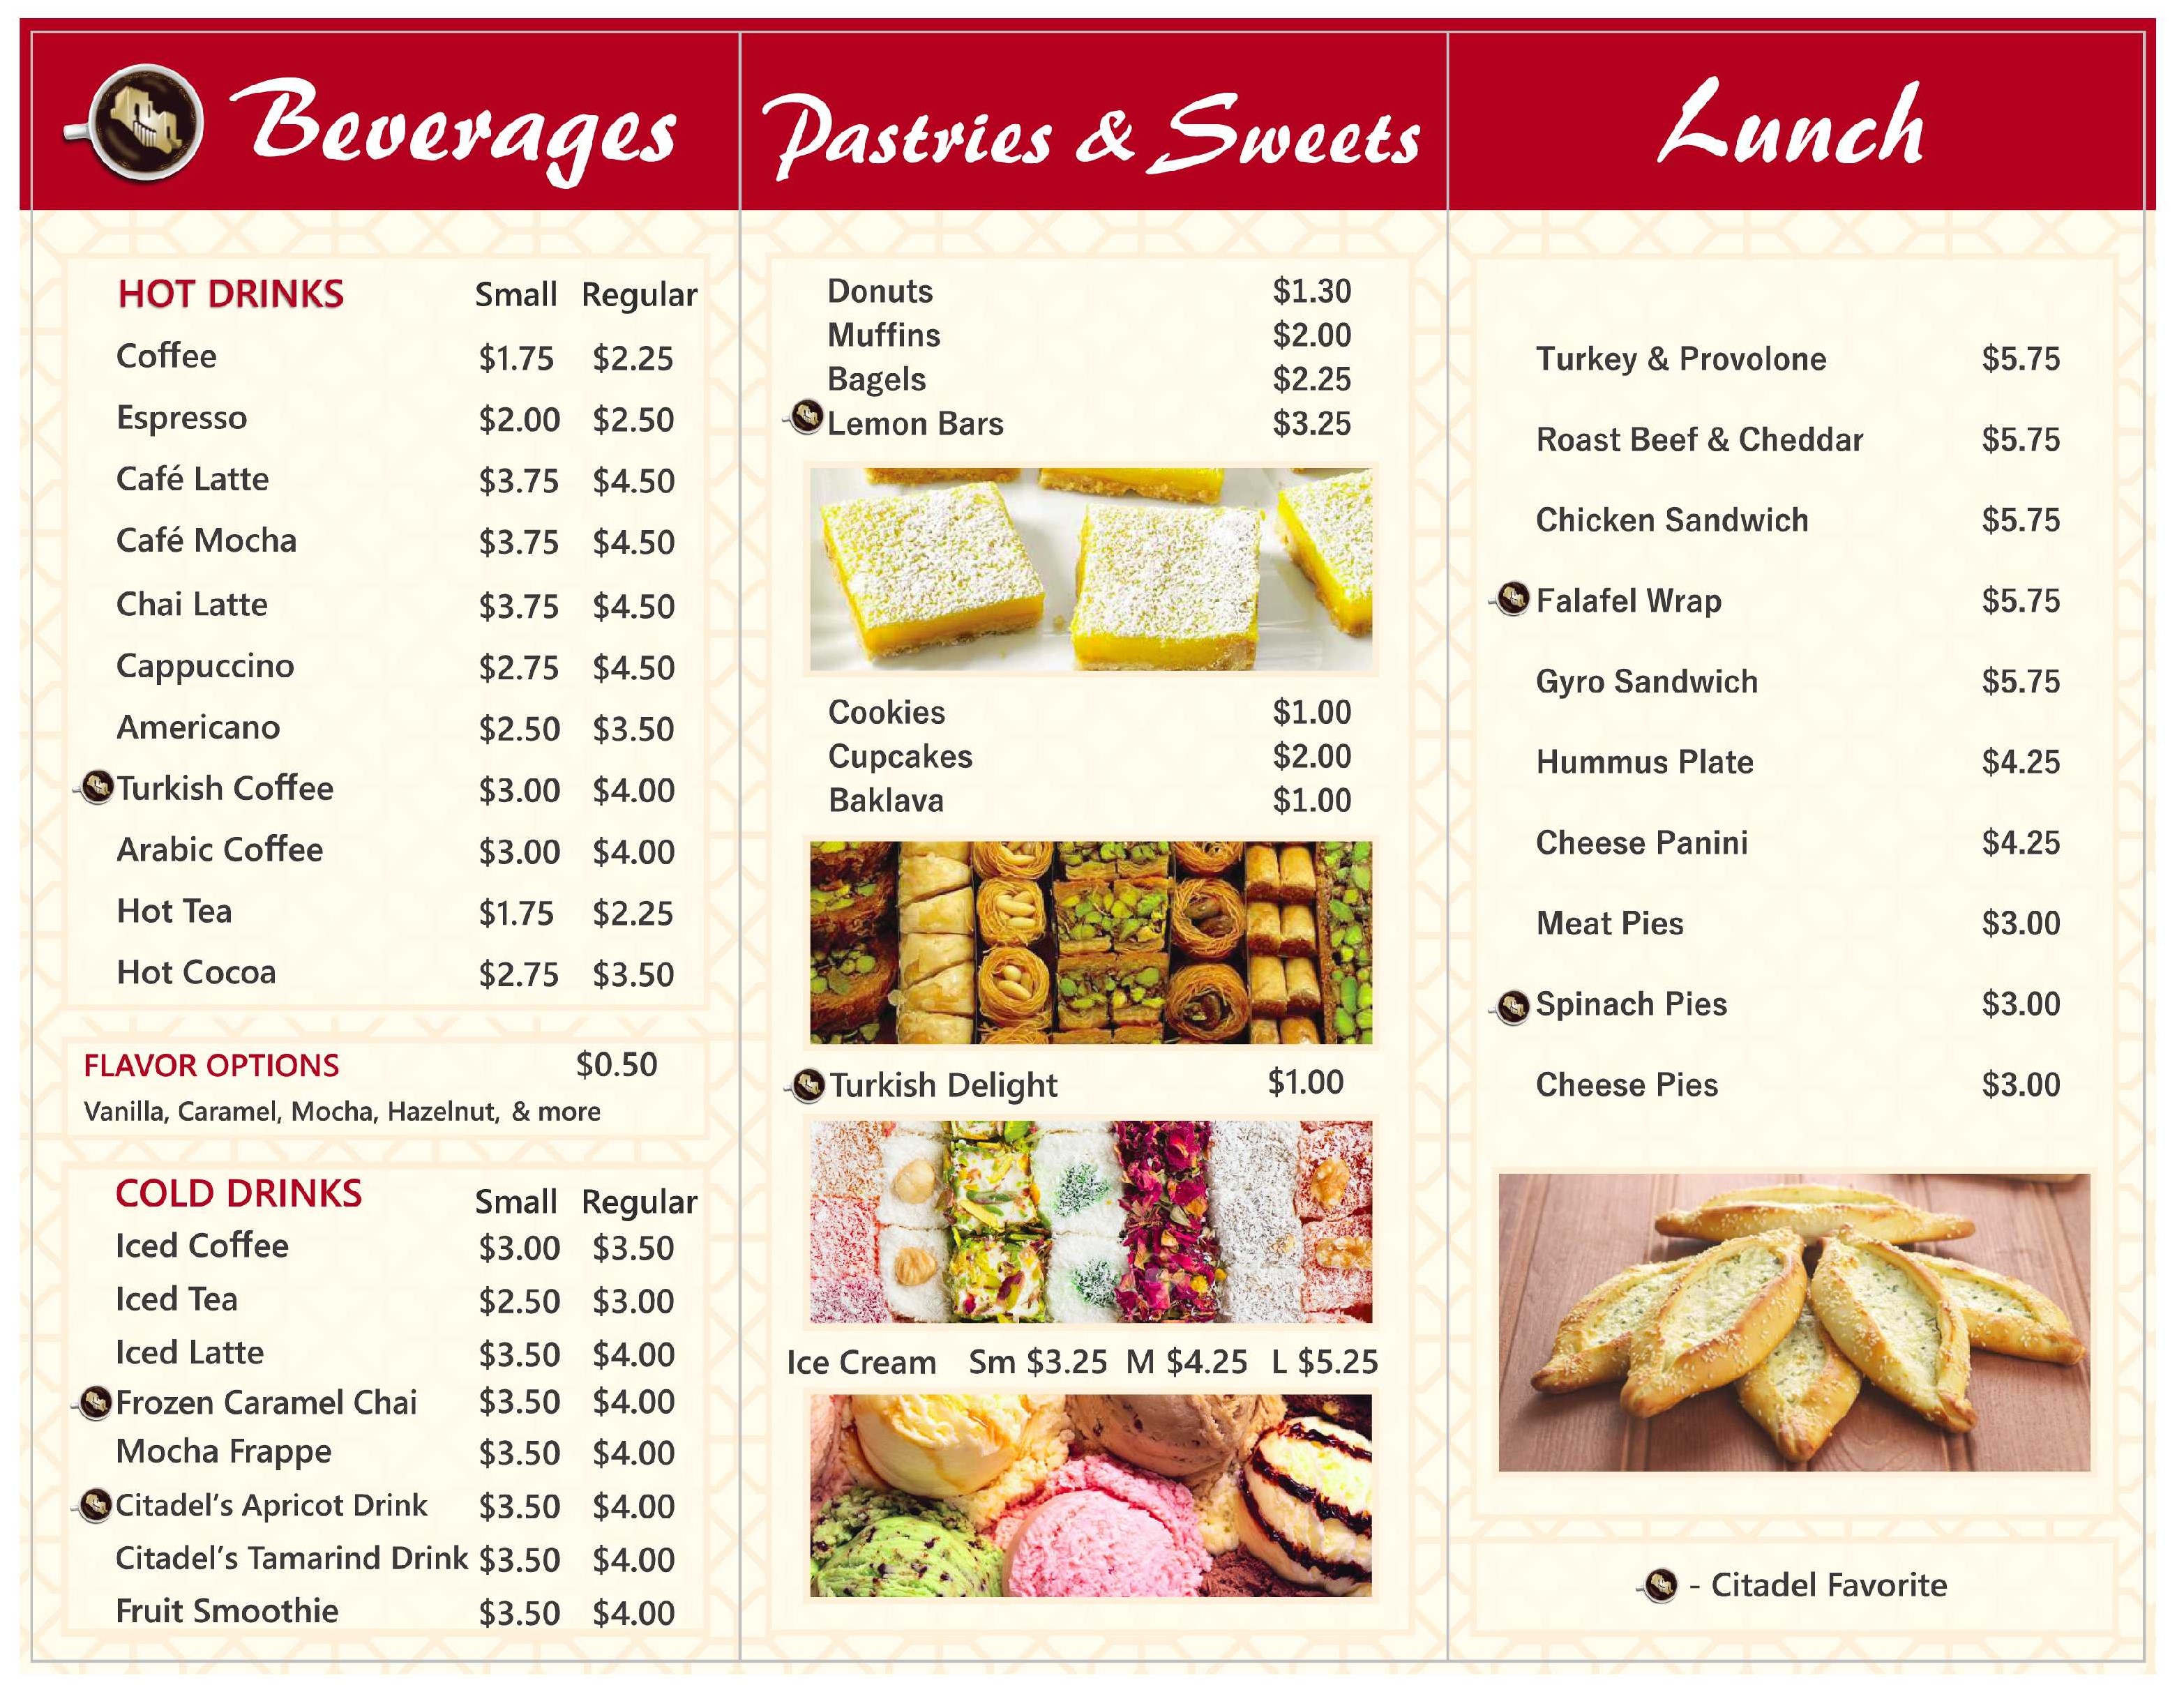 Beverages
HOT DRINKS Small Regular
Coffee $1.75 $2.25
Espresso $2.00 $2.50
Café Latte $3.75 $4.50
Café Mocha $3.75 $4.50
Chai Latte $3.75 $4.50
Cappuccino $2.75 $4.50
Americano $2.50 $3.50
Turkish Coffee $3.00 $4.00
Arabic Coffee $3.00 $4.00
Hot Tea $1.75 $2.25
Hot Cocoa $2.75 $3.50
FLAVOR OPTIONS $0.50
Vanilla, Caramel, Mocha, Hazelnut, & more
COLD DRINKS Small Regular
Iced Coffee $3.00 $3.50
Iced Tea $2.50 $3.00
Iced Latte $3.50 $4.00
Frozen Caramel Chai $3.50 $4.00
Mocha Frappe $3.50 $4.00
Citadel's Apricot Drink $3.50 $4.00
Citadel's Tamarind Drink $3.50 $4.00
Fruit Smoothie $3.50 $4.00
Pastries & Sweets
Donuts $1.30
Muffins $2.00
Bagels $2.25
Lemon Bars $3.25
Cookies $1.00
Cupcakes $2.00
Baklava $1.00
Turkish Delight $1.00
Ice Cream Sm $3.25 M $4.25 L $5.25
Lunch
Turkey & Provolone $5.75
Roast Beef & Cheddar $5.75
Chicken Sandwich $5.75
Falafel Wrap $5.75
Gyro Sandwich $5.75
Hummus Plate $4.25
Cheese Panini $4.25
Meat Pies $3.00
Spinach Pies $3.00
Cheese Pies $3.00
- Citadel Favorite